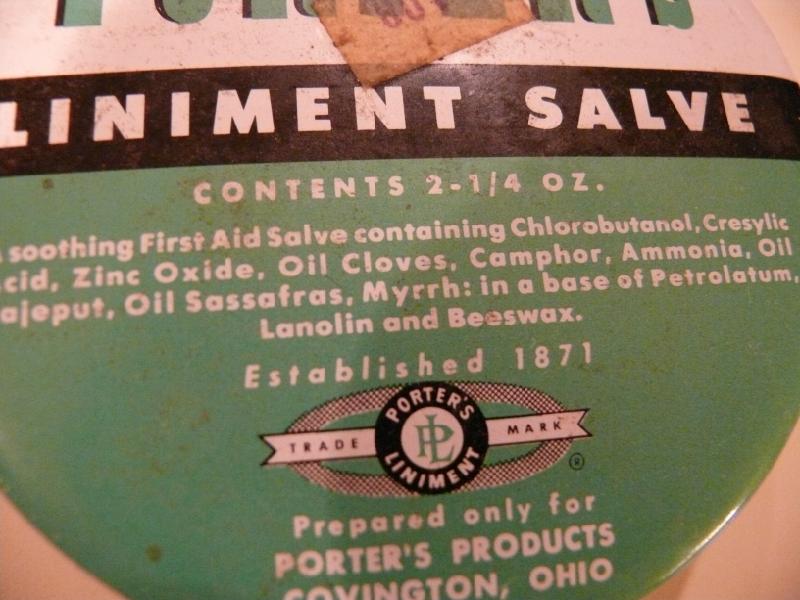 LINIMENT SALVE
CONTENTS 2-1/4 OZ.
soothing First Aid Salve containing Chlorobutanol, Cresylic
cid, Zinc Oxide, Oil Cloves, Camphor, Ammonia, Oil
ajeput, Oil Sassafras, Myrrh: in a base of Petrolatum,
Lanolin and Beeswax.
Established 1871
PORTER'S
TRADE PL MARK
LINIMENT
®
Prepared only for
PORTER'S PRODUCTS
COVINGTON, OHIO